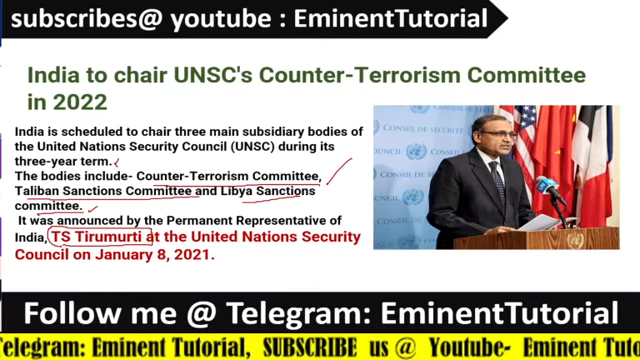 subscribes@ youtube : EminentTutorial
India to chair UNSC's Counter-Terrorism Committee
in 2022
India is scheduled to chair three main subsidiary bodies of
the United Nations Security Council (UNSC) during its
three-year term.
The bodies include- Counter-Terrorism Committee,
Taliban Sanctions Committee and Libya Sanctions
committee.
It was announced by the Permanent Representative of
India, TS Tirumurti at the United Nations Security
Council on January 8, 2021.
CONSEIL DE SÉCURITÉ
Follow me @ Telegram: EminentTutorial
Telegram: Eminent Tutorial, SUBSCRIBE us @ Youtube- Eminent Tuto